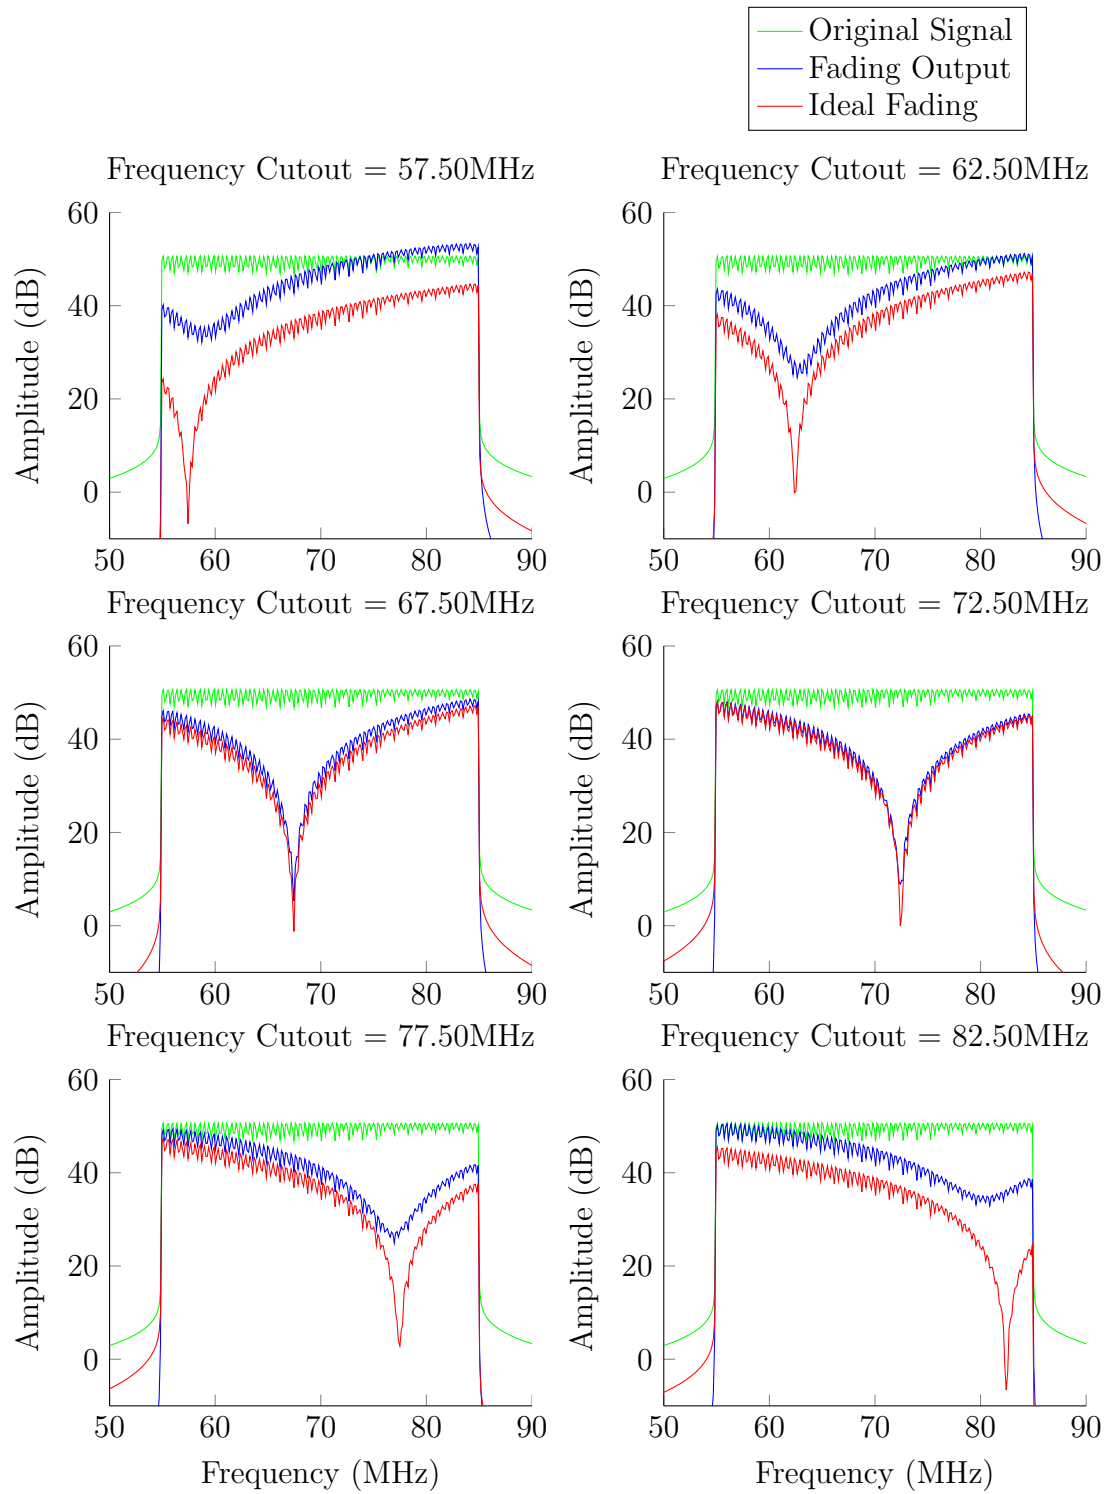 Original Signal
Fading Output
Ideal Fading
Frequency Cutout = 57.50MHz
60
40
20
0
Amplitude (dB)
50 60 70 80 90
Frequency Cutout = 62.50MHz
60
40
20
0
Amplitude (dB)
50 60 70 80 90
Frequency Cutout = 67.50MHz
60
40
20
0
Amplitude (dB)
50 60 70 80 90
Frequency Cutout = 72.50MHz
60
40
20
0
Amplitude (dB)
50 60 70 80 90
Frequency Cutout = 77.50MHz
60
40
20
0
Amplitude (dB)
50 60 70 80 90
Frequency (MHz)
Frequency Cutout = 82.50MHz
60
40
20
0
Amplitude (dB)
50 60 70 80 90
Frequency (MHz)